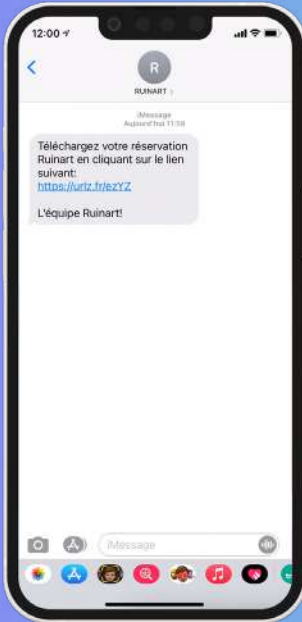 12:00
R
RUINART
iMessage
Aujourd'hui 11:58
Téléchargez votre réservation
Ruinart en cliquant sur le lien
suivant:
https://urlz.fr/ezYZ
L'équipe Ruinart!
iMessage